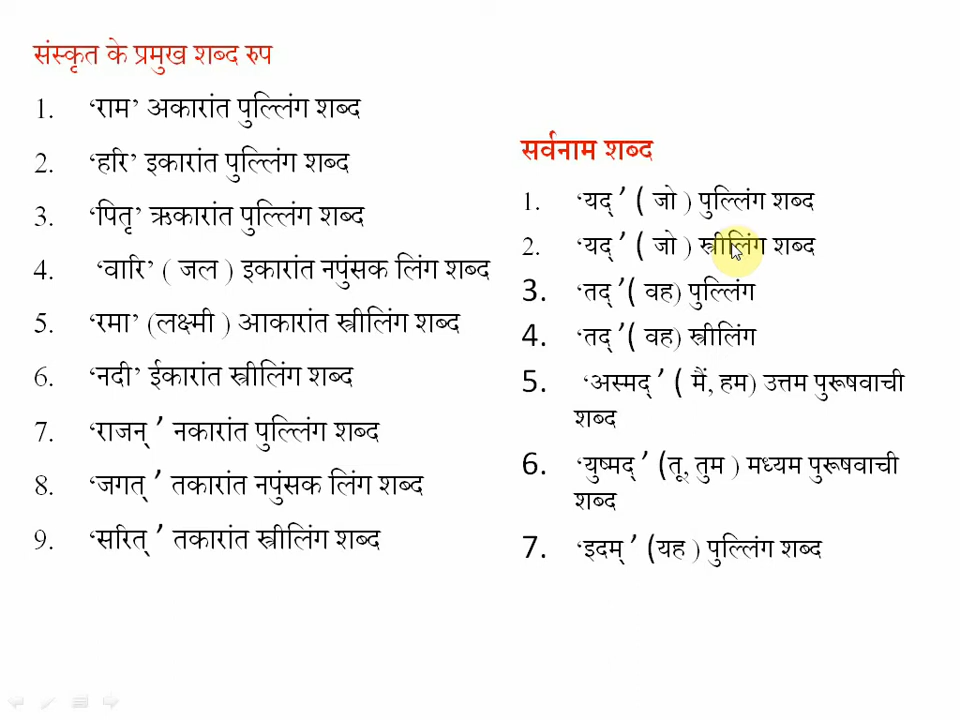 संस्कृत के प्रमुख शब्द रुप
1. ‘राम’ अकारांत पुल्लिंग शब्द
2. ‘हरि’ इकारांत पुल्लिंग शब्द
3. ‘पितृ’ ऋकारांत पुल्लिंग शब्द
4. ‘वारि’ ( जल ) इकारांत नपुंसक लिंग शब्द
5. ‘रमा’ (लक्ष्मी ) आकारांत स्त्रीलिंग शब्द
6. ‘नदी’ ईकारांत स्त्रीलिंग शब्द
7. ‘राजन् ’ नकारांत पुल्लिंग शब्द
8. ‘जगत् ’ तकारांत नपुंसक लिंग शब्द
9. ‘सरित् ’ तकारांत स्त्रीलिंग शब्द
सर्वनाम शब्द
1. ‘यद् ’ ( जो ) पुल्लिंग शब्द
2. ‘यद् ’ ( जो ) स्त्रीलिंग शब्द
3. ‘तद् ’( वह) पुल्लिंग
4. ‘तद् ’( वह) स्त्रीलिंग
5. ‘अस्मद् ’ ( मैं, हम) उत्तम पुरूषवाची
शब्द
6. ‘युष्मद् ’ (तू, तुम ) मध्यम पुरूषवाची
शब्द
7. ‘इदम् ’ (यह ) पुल्लिंग शब्द